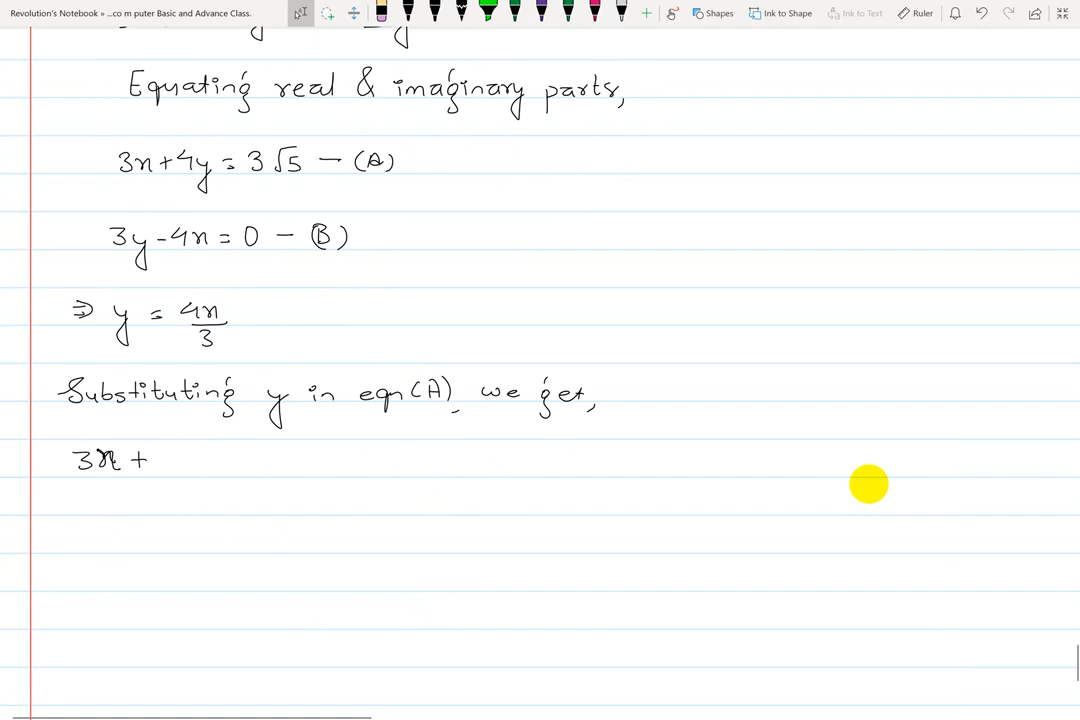 Revolution's Notebook » ...co m puter Basic and Advance Class.
Shapes Ink to Shape Ink to Text Ruler
Equating real & imaginary parts,
3x+4y = 3√5 — (A)
3y-4x = 0 — (B)
⇒ y = 4x/3
Substituting y in eqn(A), we get,
3x +